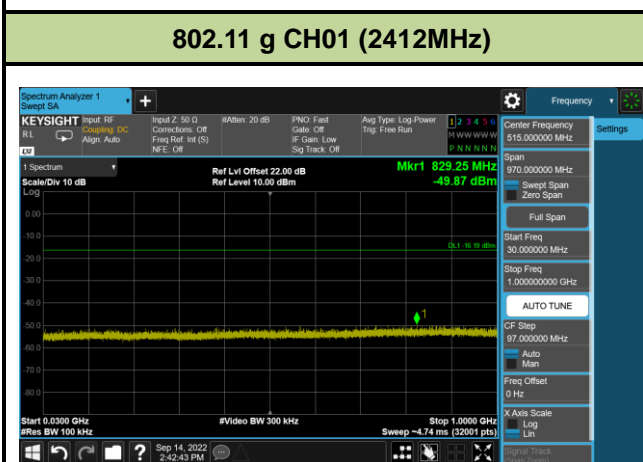 802.11 g CH01 (2412MHz)
Spectrum Analyzer 1
Swept SA
+
Frequency
KEYSIGHT
RL
LXI
Input: RF
Coupling: DC
Align: Auto
Input Z: 50 Ω
Corrections: Off
Freq Ref: Int (S)
NFE: Off
#Atten: 20 dB
PNO: Fast
Gate: Off
IF Gain: Low
Sig Track: Off
Avg Type: Log-Power
Trig: Free Run
1 2 3 4 5 6
M W W W W W
P N N N N N
Center Frequency
515.000000 MHz
Settings
1 Spectrum
Scale/Div 10 dB
Log
Ref Lvl Offset 22.00 dB
Ref Level 10.00 dBm
Mkr1 829.25 MHz
-49.87 dBm
Span
970.000000 MHz
Swept Span
Zero Span
Full Span
Start Freq
30.000000 MHz
Stop Freq
1.00000000 GHz
AUTO TUNE
CF Step
97.000000 MHz
Auto
Man
Freq Offset
0 Hz
X Axis Scale
Log
Lin
Signal Track
(Span Zoom)
0.00
-10.0
DL1 -16.19 dBm
-20.0
-30.0
-40.0
1
-50.0
-60.0
-70.0
-80.0
Start 0.0300 GHz
#Res BW 100 kHz
#Video BW 300 kHz
Stop 1.0000 GHz
Sweep ~4.74 ms (32001 pts)
?
Sep 14, 2022
2:42:43 PM